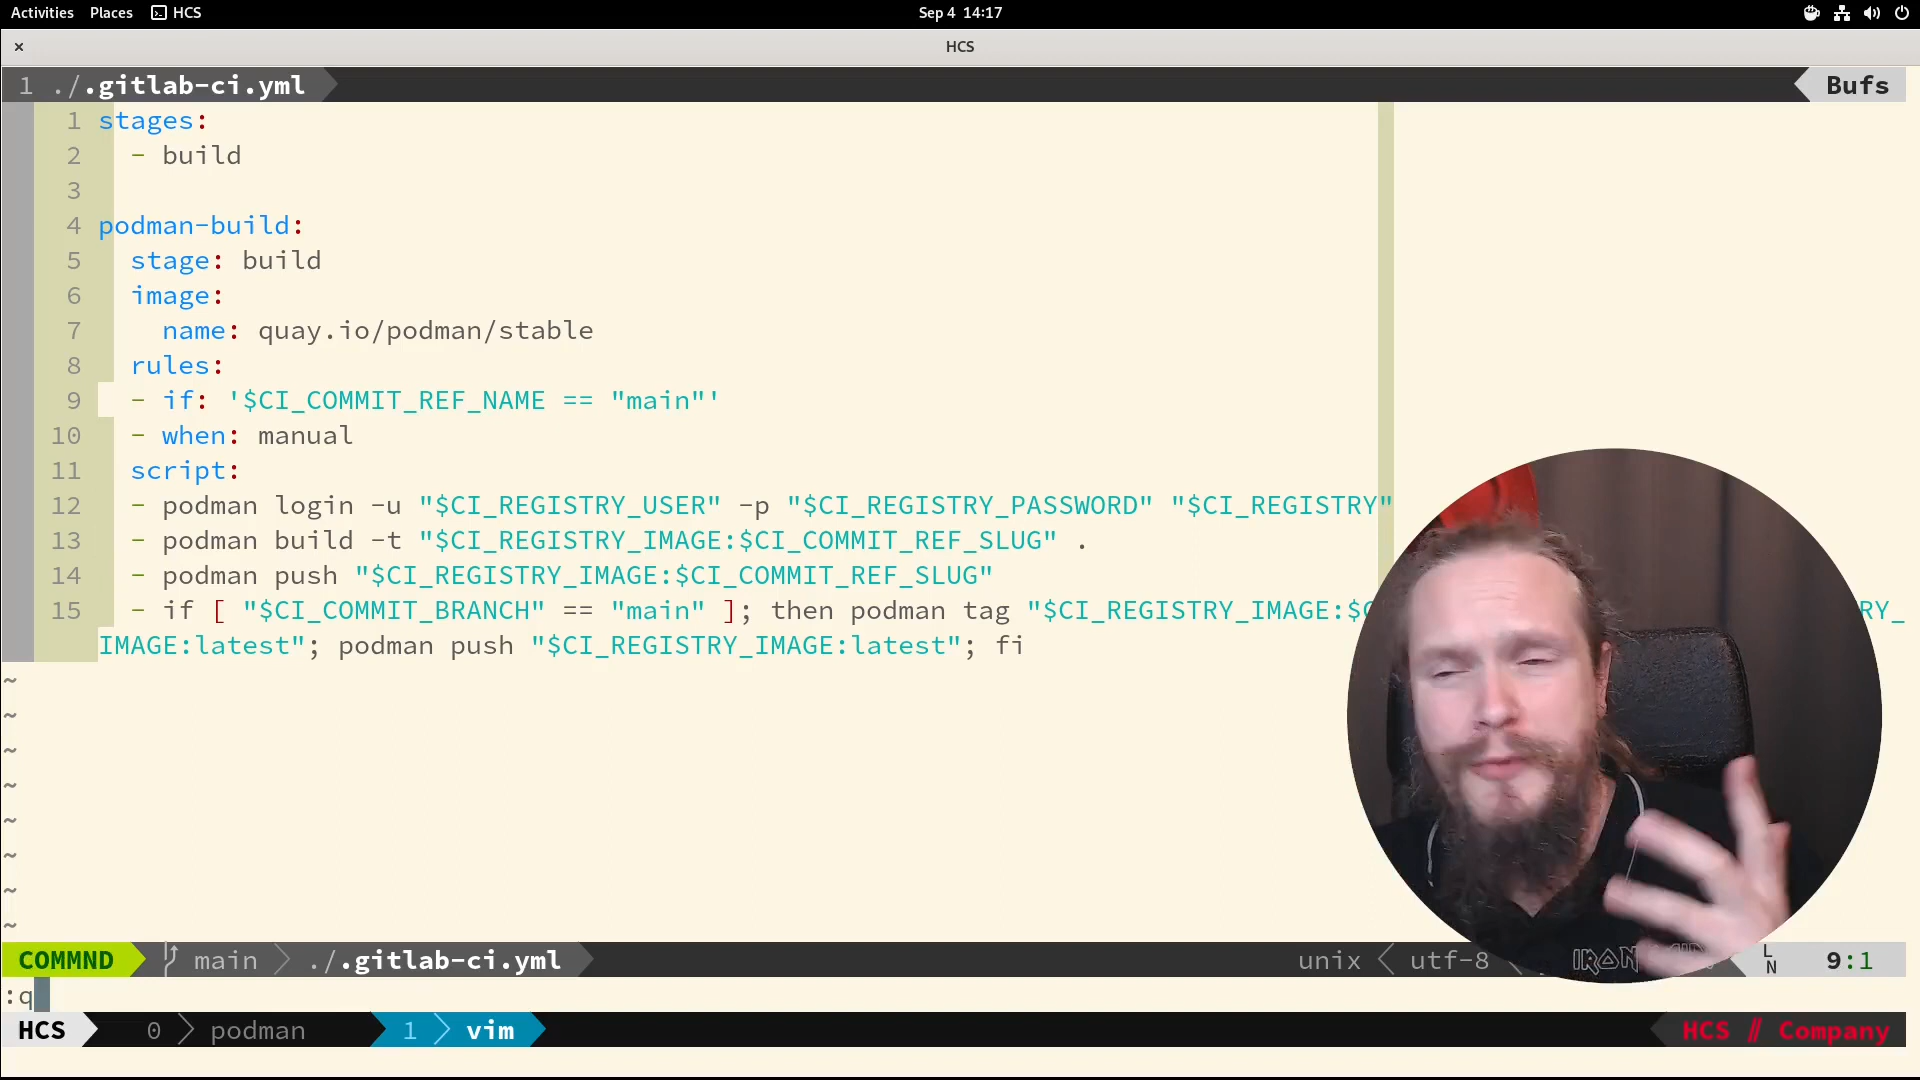 Activities Places HCS Sep 4 14:17
× HCS
1 ./.gitlab-ci.yml Bufs
1 stages:
2 - build
3
4 podman-build:
5 stage: build
6 image:
7 name: quay.io/podman/stable
8 rules:
9 - if: '$CI_COMMIT_REF_NAME == "main"'
10 - when: manual
11 script:
12 - podman login -u "$CI_REGISTRY_USER" -p "$CI_REGISTRY_PASSWORD" "$CI_REGISTRY"
13 - podman build -t "$CI_REGISTRY_IMAGE:$CI_COMMIT_REF_SLUG" .
14 - podman push "$CI_REGISTRY_IMAGE:$CI_COMMIT_REF_SLUG"
15 - if [ "$CI_COMMIT_BRANCH" == "main" ]; then podman tag "$CI_REGISTRY_IMAGE:$ RY_
IMAGE:latest"; podman push "$CI_REGISTRY_IMAGE:latest"; fi
~
~
~
~
~
~
~
~
COMMND main ./.gitlab-ci.yml unix utf-8 LN 9:1
:q
HCS 0 podman 1 vim HCS // Company